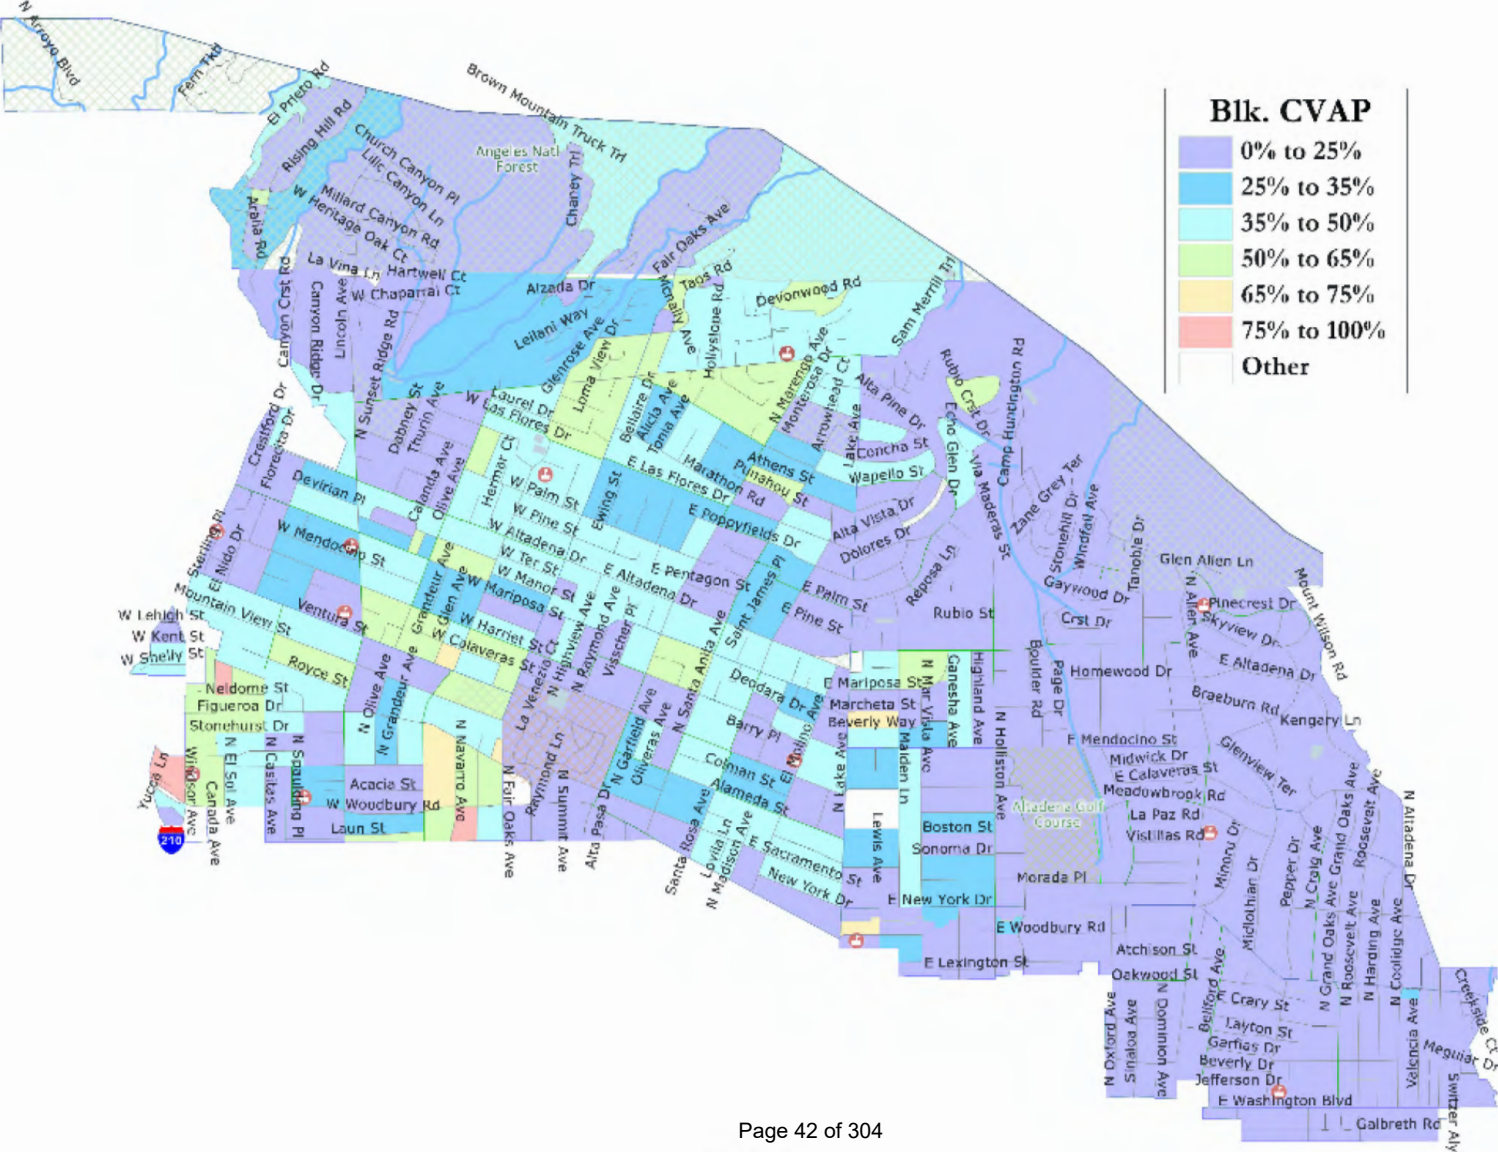 N Arroyo Blvd
Fern Trl
El Prieto Rd
Rising Hill Rd
Brown Mountain Truck Trl
Church Canyon Pl
Lilic Canyon Ln
Angeles Natl
Forest
Chaney Trl
Millard Canyon Rd
W Heritage Oak Ct
Araña Rd
Fair Oaks Ave
La Vina Ln
Hartwell Ct
W Chaparral Ct
Alzada Dr
Taos Rd
Mcnally Ave
Devonwood Rd
Sam Merrill Trl
Canyon Crst Rd
Canyon Ridge Dr
Lincoln Ave
N Sunset Ridge Rd
Leilani Way
Glenrose Ave
Loma View Dr
Hollyslope Rd
N Marengo Ave
Monterosa Dr
Arrowhead Ct
Rubio Crst Dr
Camp Huntington Rd
Blk. CVAP
0% to 25%
25% to 35%
35% to 50%
50% to 65%
65% to 75%
75% to 100%
Other
Crestford Dr
Floresita Dr
Dabney St
Thurin Ave
Laurel Dr
W Las Flores Dr
Bellaire Dr
Alicia Ave
Tonia Ave
Lake Ave
Alta Pine Dr
Concha St
Echo Glen Dr
Via Maderas St
Calanda Ave
Olive Ave
Hermar Ct
Devirian Pl
W Palm St
Ewing St
E Las Flores Dr
Marathon Rd
Athens St
Punahou St
Wapello St
Zane Grey Ter
Stonehill Dr
Windfall Ave
Tanoble Dr
Sterling Pl
El Nido Dr
W Mendocino St
W Pine St
W Altadena Dr
E Poppyfields Dr
Alta Vista Dr
Dolores Dr
Reposa Ln
Glen Allen Ln
Mount Wilson Rd
W Ter St
W Manor St
E Altadena Dr
E Pentagon St
Saint James Pl
E Palm St
E Pine St
Gaywood Dr
Crst Dr
N Allen Ave
Pinecrest Dr
Skyview Dr
Mountain View St
W Lehigh St
W Kent St
W Shelly St
Ventura St
Grandeur Ave
Glen Ave
W Mariposa St
W Harriet St
W Calaveras St
N Highview Ave
N Raymond Ave
Visscher Pl
N Santa Anita Ave
Rubio St
Homewood Dr
E Altadena Dr
Braeburn Rd
Kengary Ln
Royce St
Neldome St
Figueroa Dr
Stonehurst Dr
N Olive Ave
N Grandeur Ave
La Venezia Ct
Deodara Dr
E Mariposa St
Marcheta St
Beverly Way
N Mar Vista Ave
Ganesha Ave
Highland Ave
Boulder Rd
Page Dr
Barry Pl
El Molino Ave
E Mendocino St
Midwick Dr
E Calaveras St
Meadowbrook Rd
Glenview Ter
Yucca Ln
Windsor Ave
Canada Ave
N El Sol Ave
N Casitas Ave
N Spaulding Pl
Acacia St
W Woodbury Rd
Laun St
N Navarro Ave
N Fair Oaks Ave
Raymond Ln
N Summit Ave
Alta Pasa Dr
N Garfield Ave
Oliveras Ave
Colman St
Alameda St
N Lake Ave
Maiden Ln
N Holliston Ave
Altadena Golf
Course
La Paz Rd
Vistillas Rd
210
Santa Rosa Ave
Lovila Ln
N Madison Ave
E Sacramento St
New York Dr
Lewis Ave
Boston St
Sonoma Dr
E New York Dr
Morada Pl
Minoru Dr
Midlothian Dr
Pepper Dr
N Craig Ave
Grand Oaks Ave
Roosevelt Ave
N Altadena Dr
E Woodbury Rd
E Lexington St
Atchison St
Oakwood St
Bellford Ave
N Grand Oaks Ave
N Roosevelt Ave
N Harding Ave
N Coolidge Ave
N Oxford Ave
Sinaloa Ave
N Dominion Ave
E Crary St
Layton St
Garfias Dr
Beverly Dr
Jefferson Dr
E Washington Blvd
Galbreth Rd
Valencia Ave
Creekside Ct
Meguiar Dr
Switzer Aly
Page 42 of 304